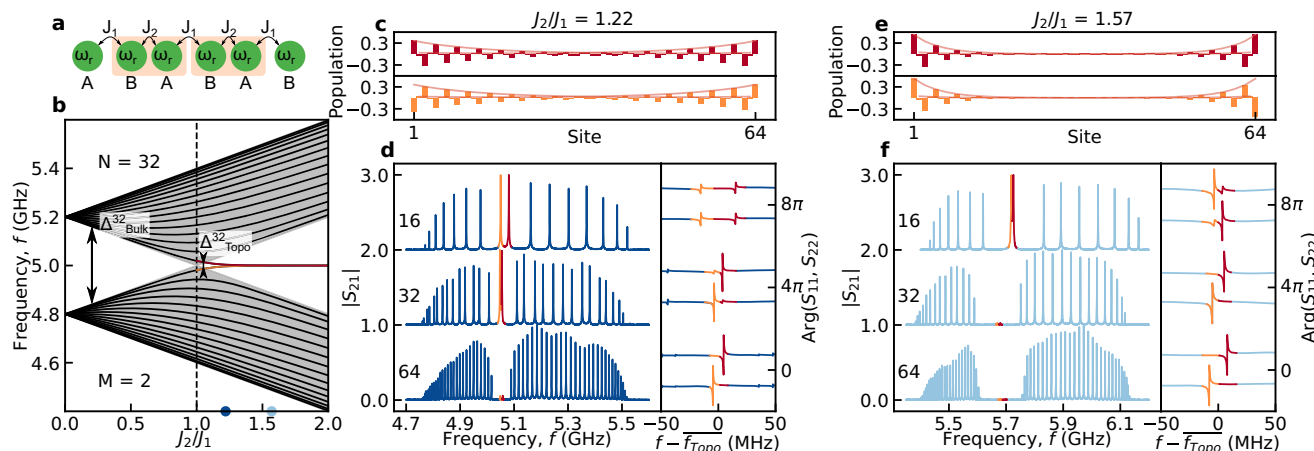 a
J1 J2 J1 J2 J1
ωr ωr ωr ωr ωr ωr
A B A B A B
b
N = 32
Δ32Bulk
Δ32Topo
M = 2
5.4
5.2
5.0
4.8
4.6
Frequency, f (GHz)
0.0 0.5 1.0 1.5 2.0
J2/J1
c
J2/J1 = 1.22
Population
0.3
−0.3
0.3
−0.3
1 Site 64
d
3.0
2.0
1.0
0.0
|S21|
16
32
64
4.7 4.9 5.1 5.3 5.5
Frequency, f (GHz)
8π
4π
0
Arg(S11, S22)
−50 0 50
f − fTopo (MHz)
e
J2/J1 = 1.57
Population
0.3
−0.3
0.3
−0.3
1 Site 64
f
3.0
2.0
1.0
0.0
|S21|
16
32
64
5.5 5.7 5.9 6.1
Frequency, f (GHz)
8π
4π
0
Arg(S11, S22)
−50 0 50
f − fTopo (MHz)